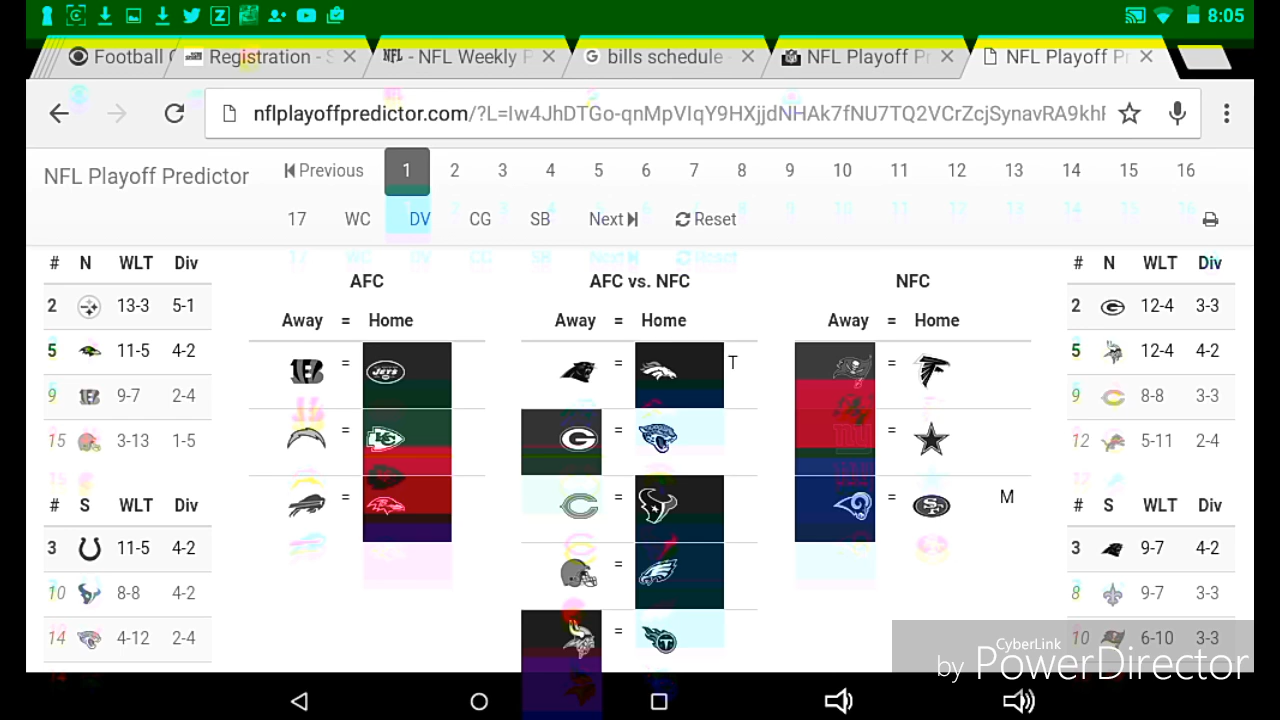 8:05
Football (
Registration - S
NFL - NFL Weekly P
bills schedule -
NFL Playoff Pr
NFL Playoff Pr
nflplayoffpredictor.com/?L=
NFL Playoff Predictor
Previous 1 2 3 4 5 6 7 8 9 10 11 12 13 14 15 16
17 WC DV CG SB Next Reset
# N WLT Div
2 13-3 5-1
5 11-5 4-2
9 9-7 2-4
15 3-13 1-5
# S WLT Div
3 11-5 4-2
10 8-8 4-2
14 4-12 2-4
AFC
Away = Home
=
JETS
=
KC
=
AFC vs. NFC
Away = Home
= T
G =
C =
=
= T
NFC
Away = Home
=
=
= SF M
# N WLT Div
2 G 12-4 3-3
5 12-4 4-2
9 C 8-8 3-3
12 5-11 2-4
# S WLT Div
3 9-7 4-2
8 9-7 3-3
10 6-10 3-3
CyberLink
by PowerDirector